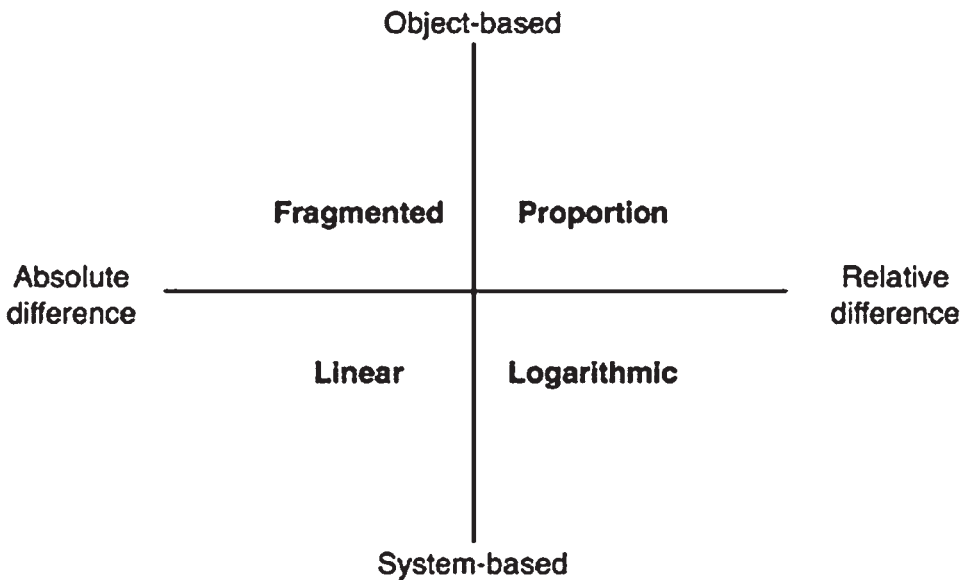 Object-based
Fragmented
Proportion
Absolute
difference
Relative
difference
Linear
Logarithmic
System-based